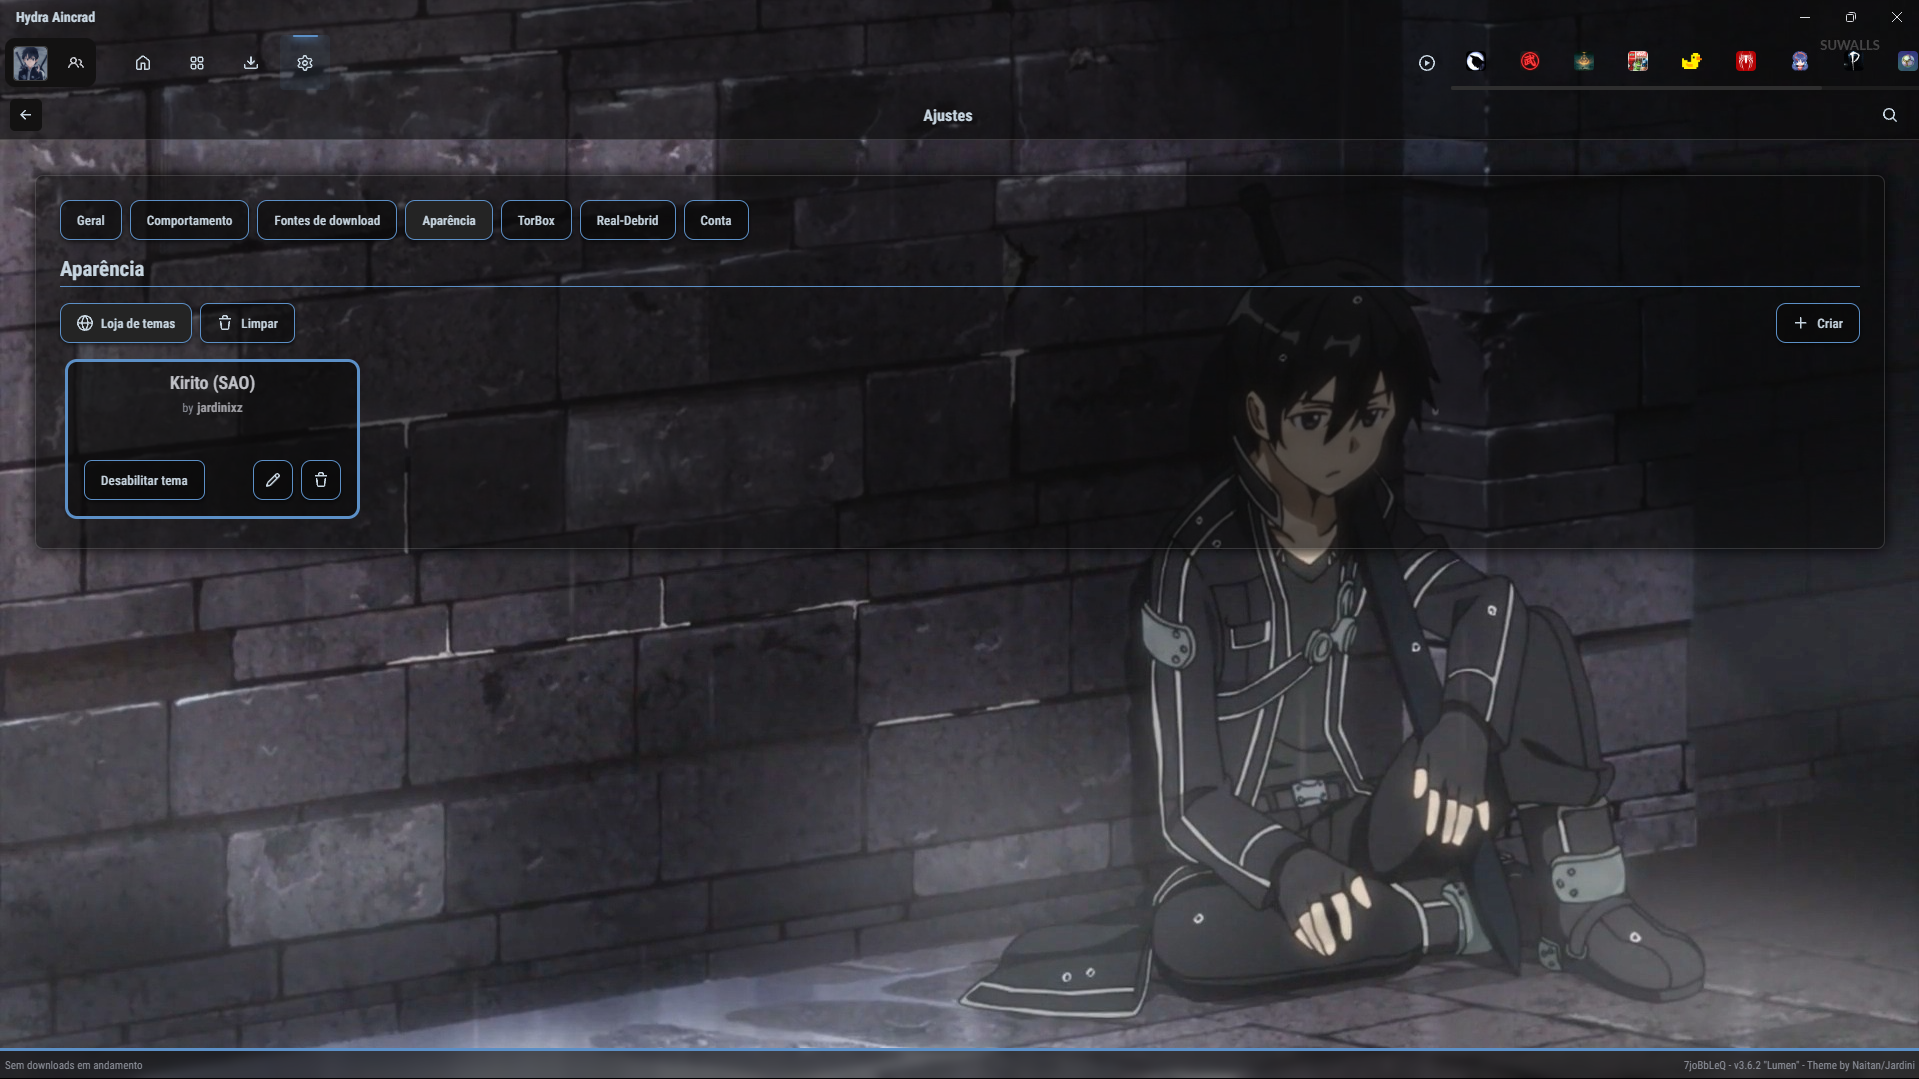 Hydra Aincrad
SUWALLS
Ajustes
Geral
Comportamento
Fontes de download
Aparência
TorBox
Real-Debrid
Conta
Aparência
Loja de temas
Limpar
Criar
Kirito (SAO)
by jardinixz
Desabilitar tema
Sem downloads em andamento
7joBbLeQ - v3.6.2 "Lumen" - Theme by Naitan/Jardini